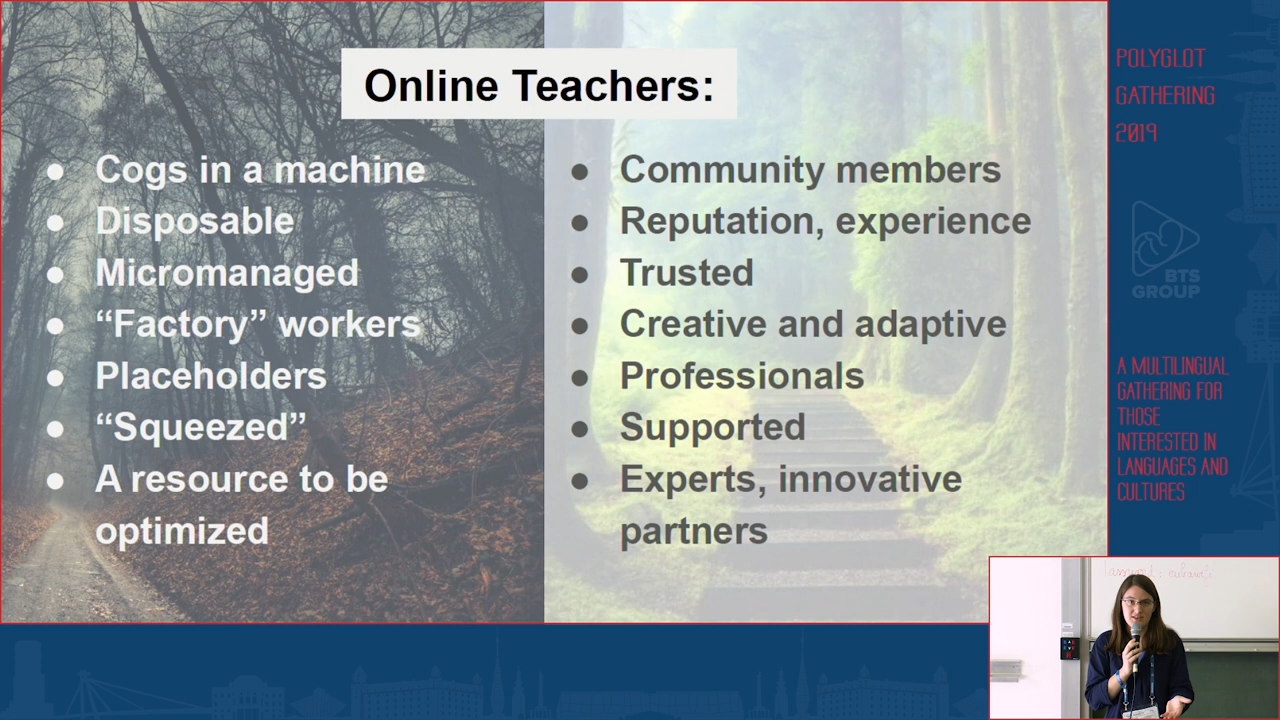 Online Teachers:
● Cogs in a machine
● Disposable
● Micromanaged
● “Factory” workers
● Placeholders
● “Squeezed”
● A resource to be
optimized
● Community members
● Reputation, experience
● Trusted
● Creative and adaptive
● Professionals
● Supported
● Experts, innovative
partners
POLYGLOT
GATHERING
2019
BTS
GROUP
A MULTILINGUAL
GATHERING FOR
THOSE
INTERESTED IN
LANGUAGES AND
CULTURES